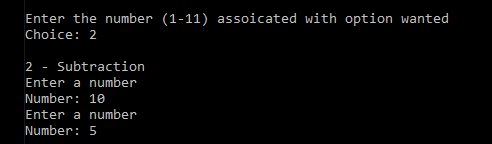 Enter the number (1-11) assoicated with option wanted
Choice: 2
2 - Subtraction
Enter a number
Number: 10
Enter a number
Number: 5